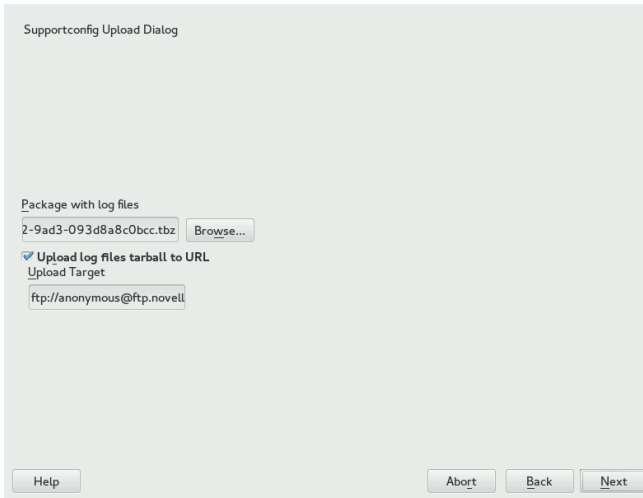 Supportconfig Upload Dialog
Package with log files
2-9ad3-093d8a8c0bcc.tbz Browse...
Upload log files tarball to URL
Upload Target
ftp://anonymous@ftp.novell
Help Abort Back Next